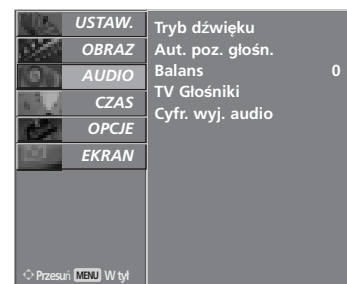 USTAW.
OBRAZ
AUDIO
CZAS
OPCJE
EKRAN
Tryb dźwięku
Aut. poz. głośn.
Balans 0
TV Głośniki
Cyfr. wyj. audio
Przesuń MENU W tył